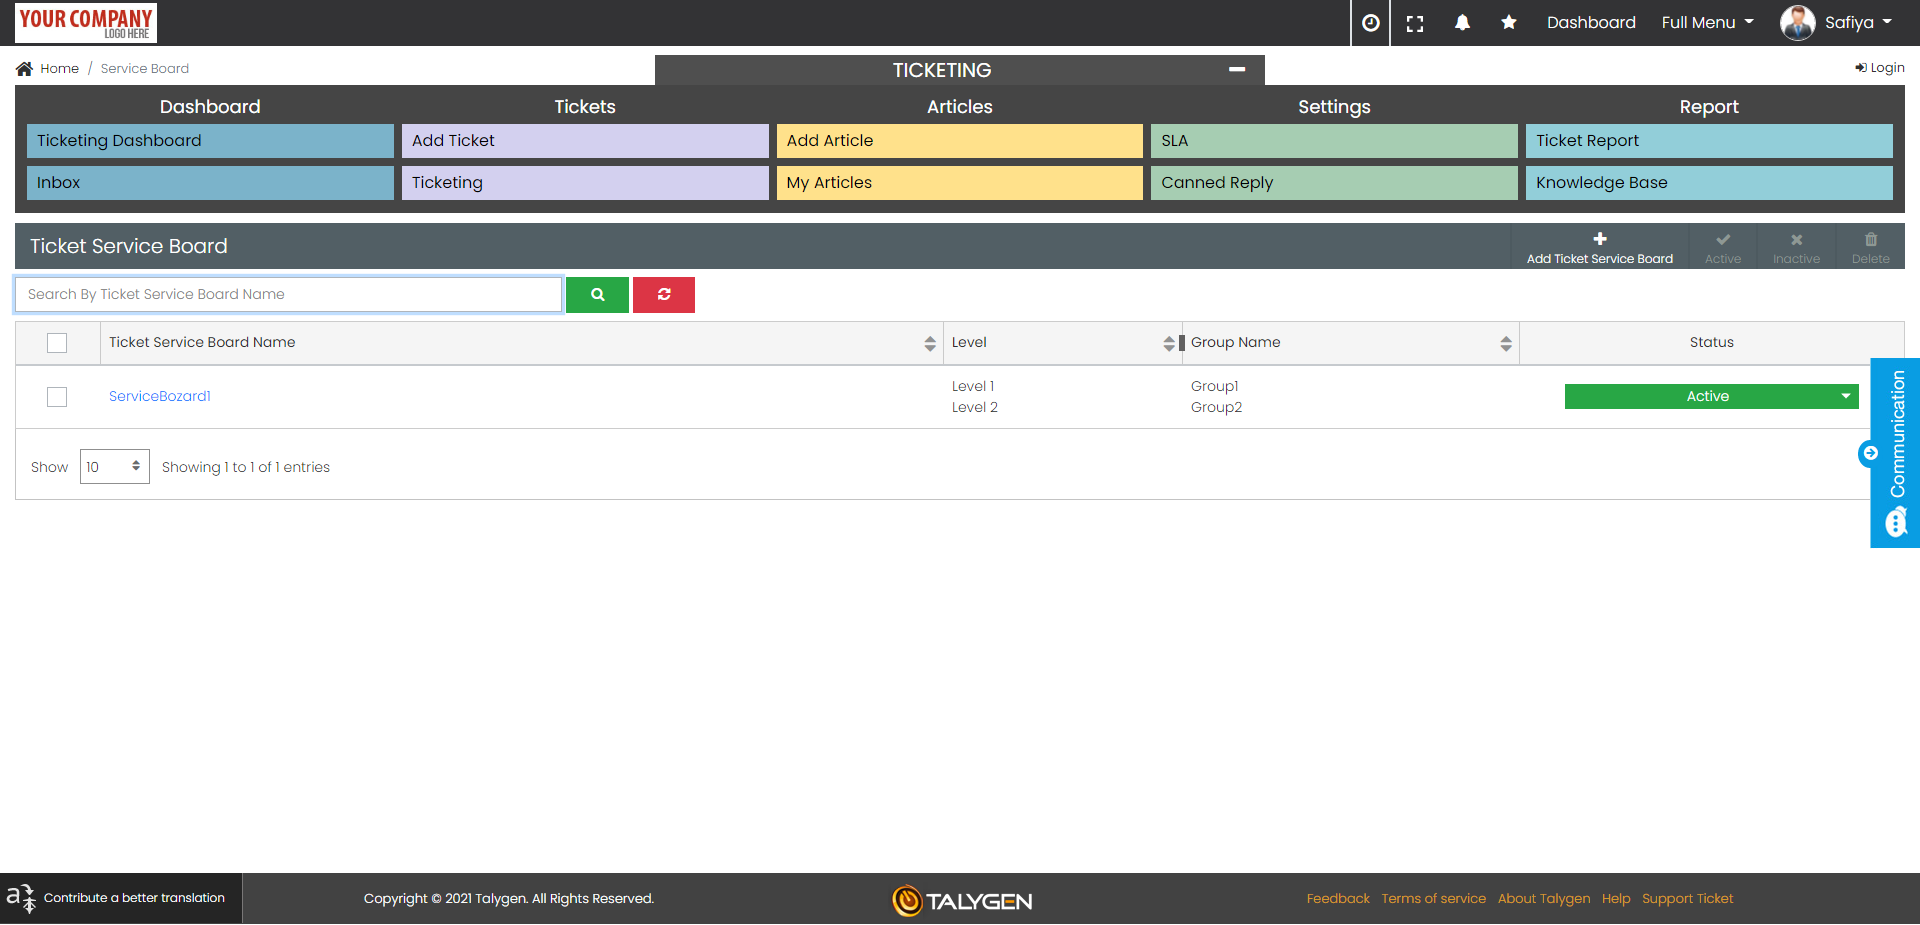 YOUR COMPANY
LOGO HERE
Dashboard
Full Menu
Safiya
Home / Service Board
TICKETING
Login
Dashboard
Tickets
Articles
Settings
Report
Ticketing Dashboard
Add Ticket
Add Article
SLA
Ticket Report
Inbox
Ticketing
My Articles
Canned Reply
Knowledge Base
Ticket Service Board
Add Ticket Service Board
Active
Inactive
Delete
Search By Ticket Service Board Name
Ticket Service Board Name
Level
Group Name
Status
ServiceBozard1
Level 1
Level 2
Group1
Group2
Active
Communication
Show 10 Showing 1 to 1 of 1 entries
Contribute a better translation
Copyright © 2021 Talygen. All Rights Reserved.
TALYGEN
Feedback
Terms of service
About Talygen
Help
Support Ticket